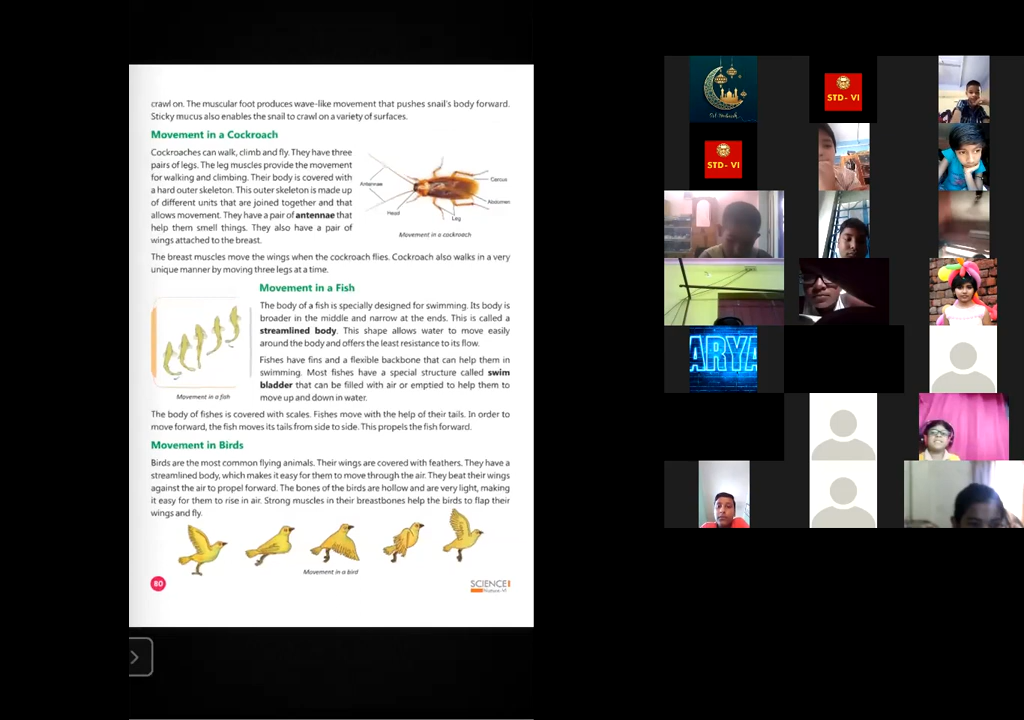 crawl on. The muscular foot produces wave-like movement that pushes snail's body forward.
Sticky mucus also enables the snail to crawl on a variety of surfaces.
Movement in a Cockroach
Cockroaches can walk, climb and fly. They have three
pairs of legs. The leg muscles provide the movement
for walking and climbing. Their body is covered with
a hard outer skeleton. This outer skeleton is made up
of different units that are joined together and that
allows movement. They have a pair of antennae that
help them smell things. They also have a pair of
wings attached to the breast.
Antennae
Head
Leg
Cercus
Abdomen
Movement in a cockroach
The breast muscles move the wings when the cockroach flies. Cockroach also walks in a very
unique manner by moving three legs at a time.
Movement in a Fish
The body of a fish is specially designed for swimming. Its body is
broader in the middle and narrow at the ends. This is called a
streamlined body. This shape allows water to move easily
around the body and offers the least resistance to its flow.
Fishes have fins and a flexible backbone that can help them in
swimming. Most fishes have a special structure called swim
bladder that can be filled with air or emptied to help them to
move up and down in water.
Movement in a fish
The body of fishes is covered with scales. Fishes move with the help of their tails. In order to
move forward, the fish moves its tails from side to side. This propels the fish forward.
Movement in Birds
Birds are the most common flying animals. Their wings are covered with feathers. They have a
streamlined body, which makes it easy for them to move through the air. They beat their wings
against the air to propel forward. The bones of the birds are hollow and are very light, making
it easy for them to rise in air. Strong muscles in their breastbones help the birds to flap their
wings and fly.
Movement in a bird
80
SCIENCE
STD- VI
STD- VI
ARYA